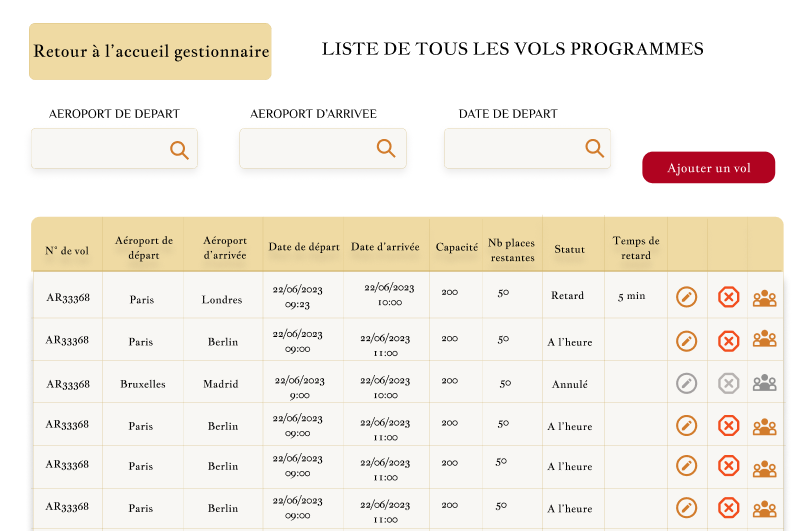 Retour à l'accueil gestionnaire
LISTE DE TOUS LES VOLS PROGRAMMES
AEROPORT DE DEPART
AEROPORT D'ARRIVEE
DATE DE DEPART
Ajouter un vol
N° de vol Aéroport de départ Aéroport d'arrivée Date de départ Date d'arrivée Capacité Nb places restantes Statut Temps de retard
AR33368 Paris Londres 22/06/2023 09:23 22/06/2023 10:00 200 50 Retard 5 min
AR33368 Paris Berlin 22/06/2023 09:00 22/06/2023 11:00 200 50 A l'heure
AR33368 Bruxelles Madrid 22/06/2023 9:00 22/06/2023 10:00 200 50 Annulé
AR33368 Paris Berlin 22/06/2023 09:00 22/06/2023 11:00 200 50 A l'heure
AR33368 Paris Berlin 22/06/2023 09:00 22/06/2023 11:00 200 50 A l'heure
AR33368 Paris Berlin 22/06/2023 09:00 22/06/2023 11:00 200 50 A l'heure